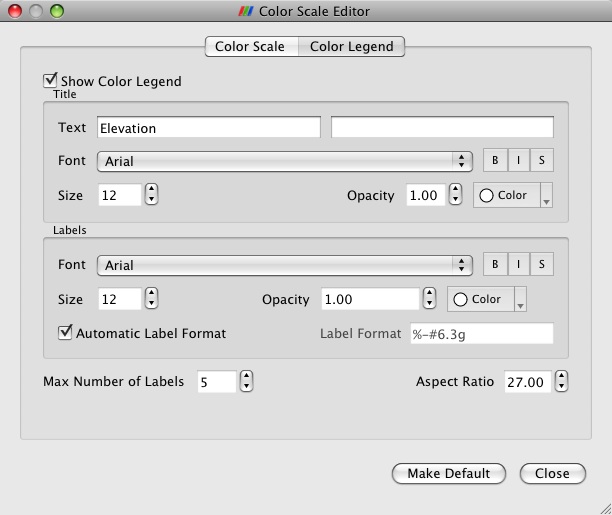 Color Scale Editor
Color Scale Color Legend
Show Color Legend
Title
Text Elevation
Font Arial B I S
Size 12 Opacity 1.00 Color
Labels
Font Arial B I S
Size 12 Opacity 1.00 Color
Automatic Label Format Label Format %-#6.3g
Max Number of Labels 5 Aspect Ratio 27.00
Make Default Close